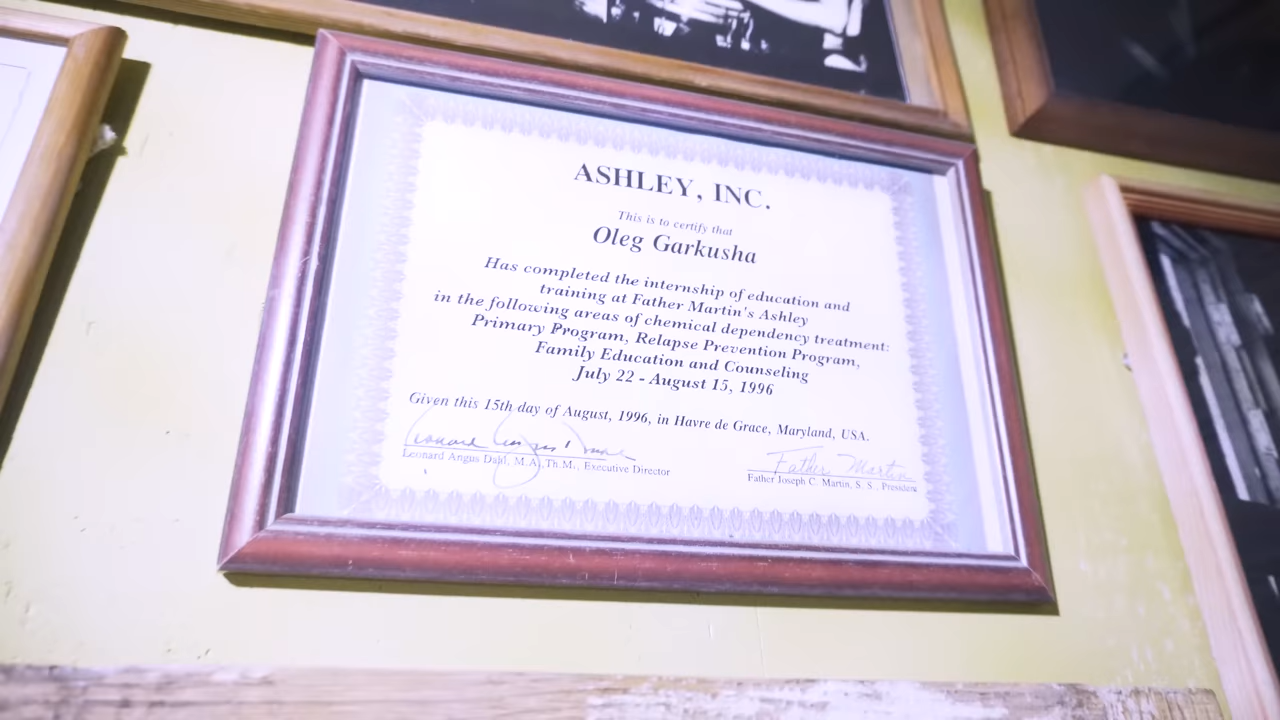 ASHLEY, INC.
This is to certify that
Oleg Garkusha
Has completed the internship of education and
training at Father Martin's Ashley
in the following areas of chemical dependency treatment:
Primary Program, Relapse Prevention Program,
Family Education and Counseling
July 22 - August 15, 1996
Given this 15th day of August, 1996, in Havre de Grace, Maryland, USA.
Father Martin
Leonard Angus Dahl, M.A, Th.M., Executive Director
Father Joseph C. Martin, S. S., President